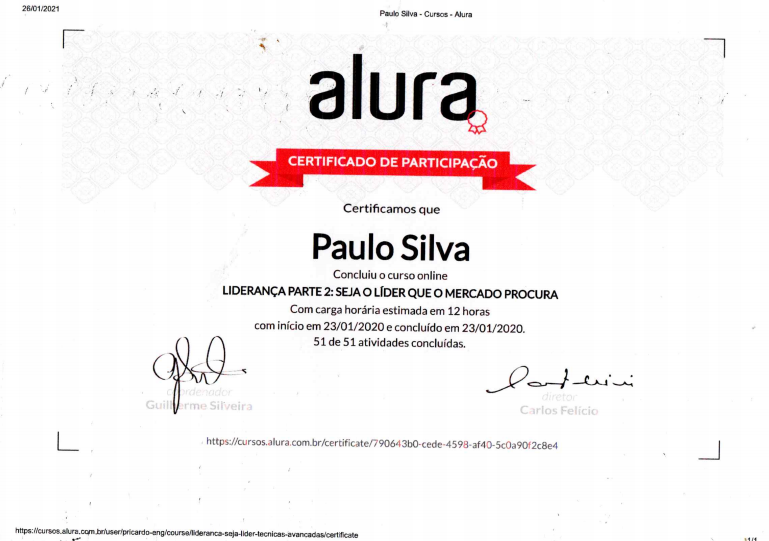 26/01/2021
Paulo Silva - Cursos - Alura
alura
CERTIFICADO DE PARTICIPAÇÃO
Certificamos que
Paulo Silva
Concluiu o curso online
LIDERANÇA PARTE 2: SEJA O LÍDER QUE O MERCADO PROCURA
Com carga horária estimada em 12 horas
com início em 23/01/2020 e concluído em 23/01/2020.
51 de 51 atividades concluídas.
coordenador
Guilherme Silveira
diretor
Carlos Felício
https://cursos.alura.com.br/certificate/790643b0-cede-4598-af40-5c0a90f2c8e4
https://cursos.alura.com.br/user/pricardo-eng/course/lideranca-seja-lider-tecnicas-avancadas/certificate
1/1